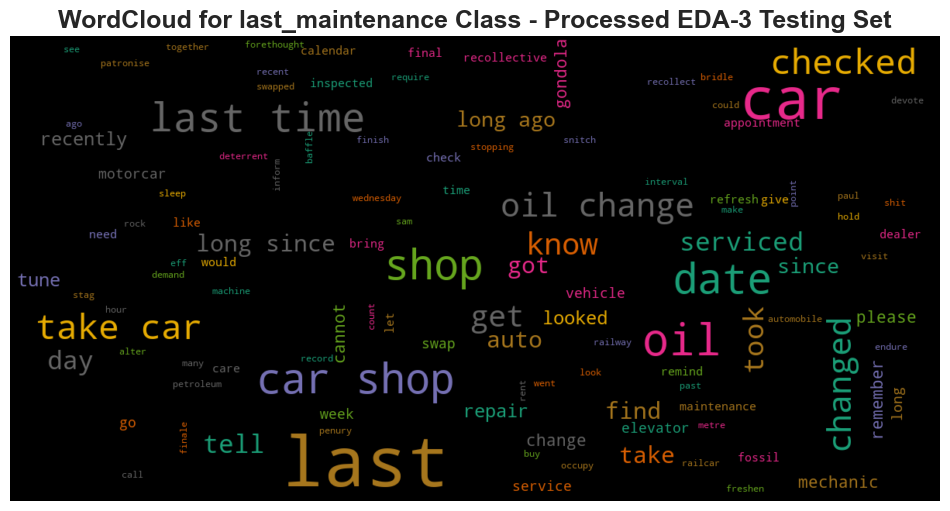 WordCloud for last_maintenance Class - Processed EDA-3 Testing Set
see
together
forethought
calendar
final
recollective
gondola
checked
patronise
recent
swapped
inspected
require
recollect
bridle
car
devote
last time
long ago
could
appointment
ago
recently
baffle
finish
stopping
snitch
deterrent
inform
check
motorcar
sleep
wednesday
time
interval
oil change
refresh
give
point
paul
shit
make
hold
rock
like
sam
need
long since
bring
know
serviced
dealer
eff
would
demand
shop
got
since
visit
tune
stag
machine
vehicle
date
hour
take car
cannot
count
let
get
looked
took
automobile
please
changed
day
alter
many
care
record
swap
auto
railway
oil
endure
petroleum
car shop
look
remind
past
remember
long
went
rent
week
repair
find
maintenance
go
finale
tell
penury
change
elevator
metre
last
buy
take
railcar
fossil
call
occupy
service
freshen
mechanic